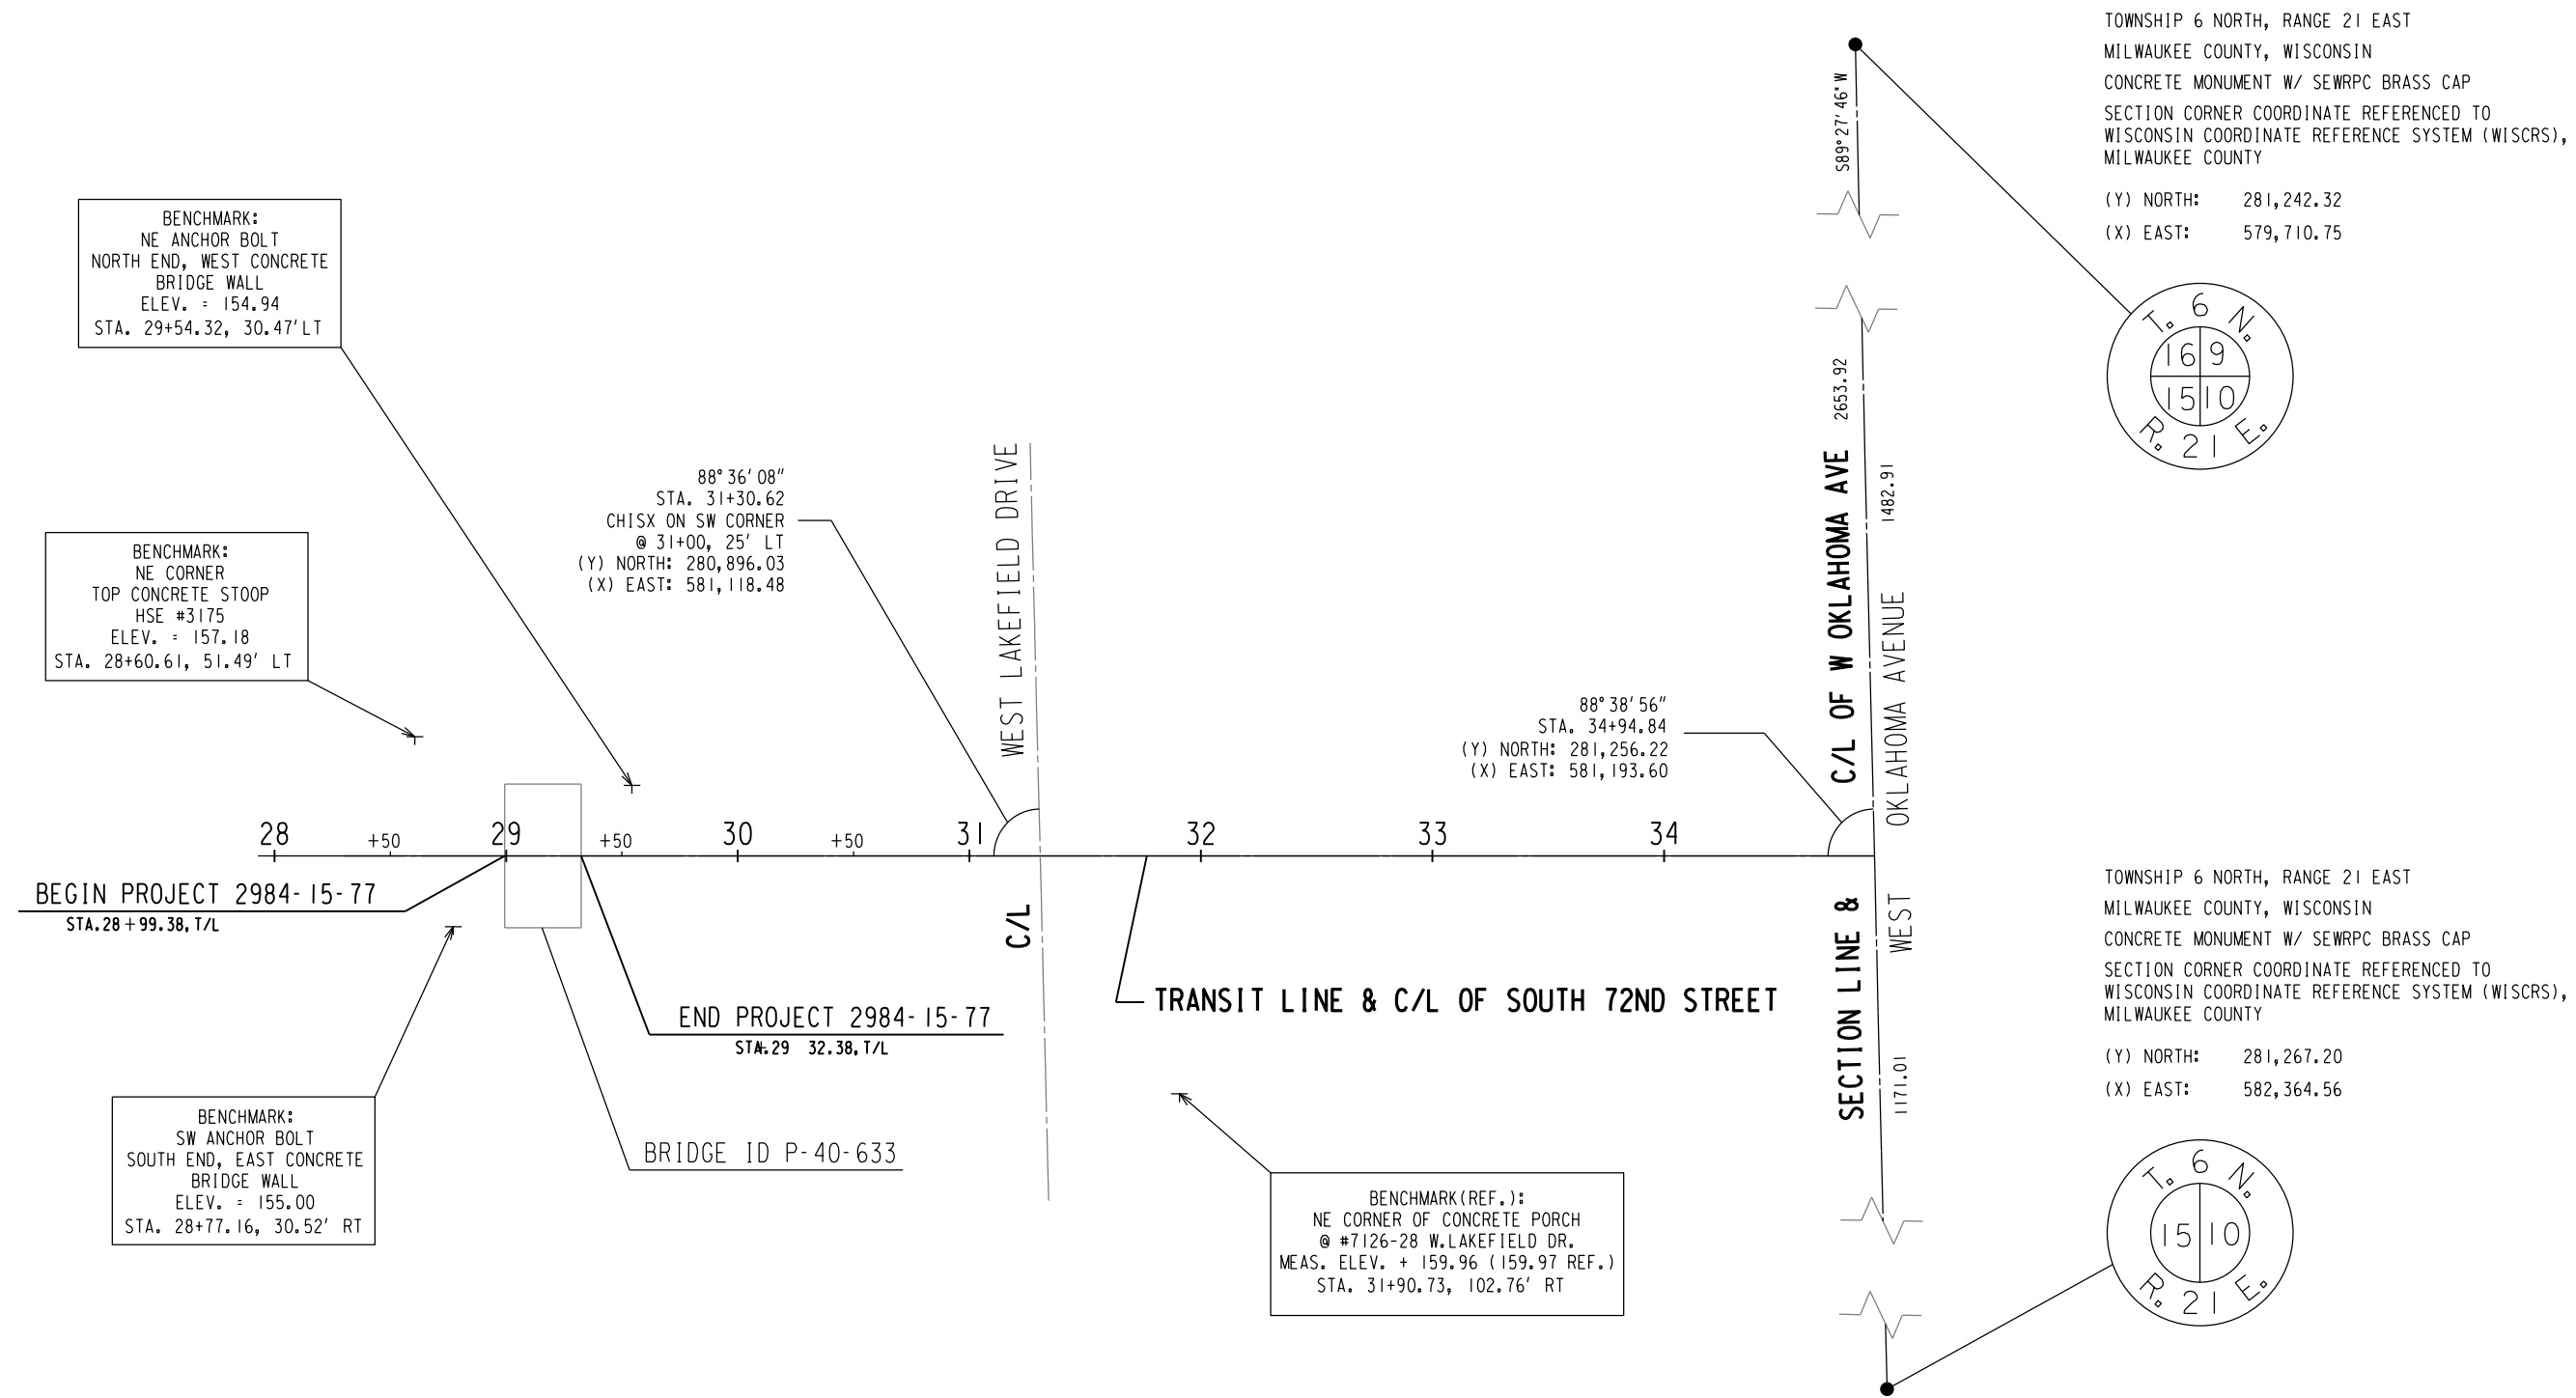 TOWNSHIP 6 NORTH, RANGE 21 EAST
MILWAUKEE COUNTY, WISCONSIN
CONCRETE MONUMENT W/ SEWRPC BRASS CAP
SECTION CORNER COORDINATE REFERENCED TO
WISCONSIN COORDINATE REFERENCE SYSTEM (WISCRS),
MILWAUKEE COUNTY
(Y) NORTH: 281,242.32
(X) EAST: 579,710.75
T. 6 N.
16 9
15 10
R. 21 E.
S89°27'46"W
2653.92
1482.91
BENCHMARK:
NE ANCHOR BOLT
NORTH END, WEST CONCRETE
BRIDGE WALL
ELEV. = 154.94
STA. 29+54.32, 30.47'LT
BENCHMARK:
NE CORNER
TOP CONCRETE STOOP
HSE #3175
ELEV. = 157.18
STA. 28+60.61, 51.49' LT
88°36'08"
STA. 31+30.62
CHISX ON SW CORNER
@ 31+00, 25' LT
(Y) NORTH: 280,896.03
(X) EAST: 581,118.48
WEST LAKEFIELD DRIVE
C/L
88°38'56"
STA. 34+94.84
(Y) NORTH: 281,256.22
(X) EAST: 581,193.60
SECTION LINE & C/L OF W OKLAHOMA AVE
WEST OKLAHOMA AVENUE
1171.01
28 +50 29 +50 30 +50 31 32 33 34
BEGIN PROJECT 2984-15-77
STA.28+99.38, T/L
END PROJECT 2984-15-77
STA.29+32.38, T/L
TRANSIT LINE & C/L OF SOUTH 72ND STREET
BRIDGE ID P-40-633
BENCHMARK:
SW ANCHOR BOLT
SOUTH END, EAST CONCRETE
BRIDGE WALL
ELEV. = 155.00
STA. 28+77.16, 30.52' RT
BENCHMARK(REF.):
NE CORNER OF CONCRETE PORCH
@ #7126-28 W.LAKEFIELD DR.
MEAS. ELEV. + 159.96 (159.97 REF.)
STA. 31+90.73, 102.76' RT
TOWNSHIP 6 NORTH, RANGE 21 EAST
MILWAUKEE COUNTY, WISCONSIN
CONCRETE MONUMENT W/ SEWRPC BRASS CAP
SECTION CORNER COORDINATE REFERENCED TO
WISCONSIN COORDINATE REFERENCE SYSTEM (WISCRS),
MILWAUKEE COUNTY
(Y) NORTH: 281,267.20
(X) EAST: 582,364.56
T. 6 N.
15 10
R. 21 E.